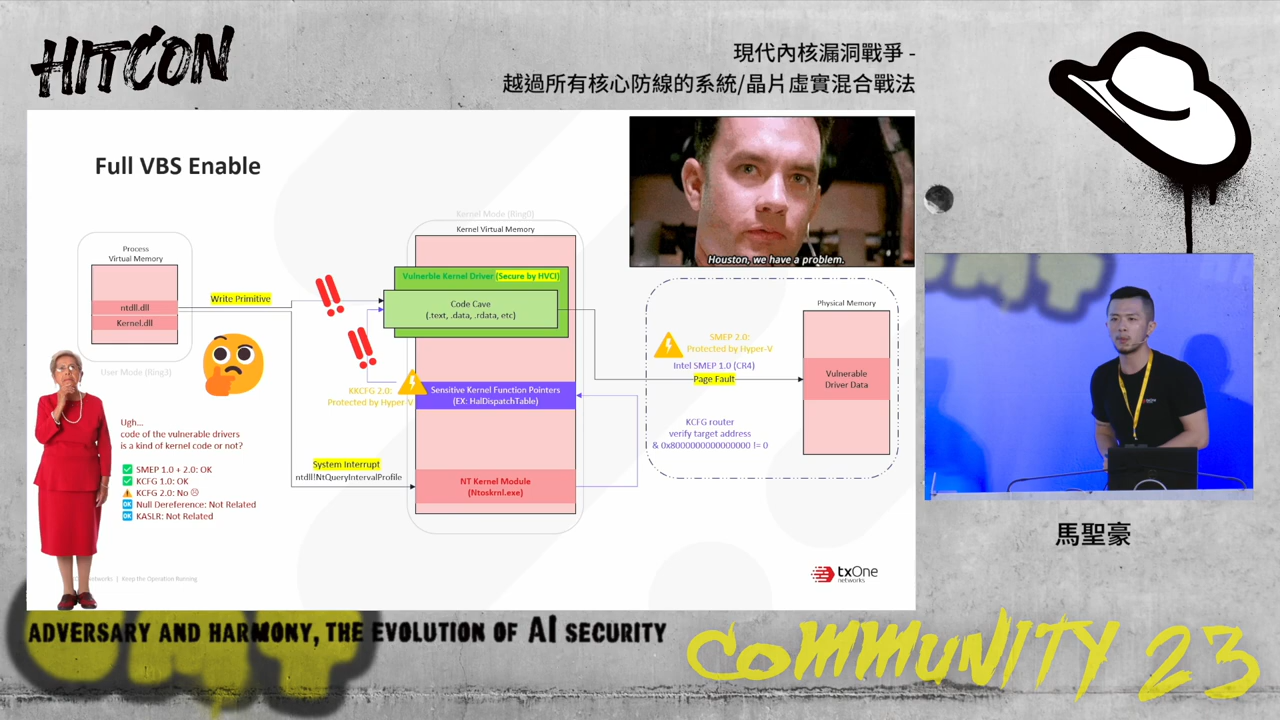 HITCON
現代內核漏洞戰爭 -
越過所有核心防線的系統/晶片虛實混合戰法
Full VBS Enable
Houston, we have a problem.
Kernel Mode (Ring0)
Kernel Virtual Memory
Process
Virtual Memory
ntdll.dll
Kernel.dll
User Mode (Ring3)
Write Primitive
Vulnerble Kernel Driver (Secure by HVCI)
Code Cave
(.text, .data, .rdata, etc)
KKCFG 2.0:
Protected by Hyper-V
Sensitive Kernel Function Pointers
(EX: HalDispatchTable)
System Interrupt
ntdll!NtQueryIntervalProfile
NT Kernel Module
(Ntoskrnl.exe)
Physical Memory
SMEP 2.0:
Protected by Hyper-V
Intel SMEP 1.0 (CR4)
Page Fault
Vulnerable
Driver Data
KCFG router
verify target address
& 0x8000000000000000 != 0
Ugh...
code of the vulnerable drivers
is a kind of kernel code or not?
SMEP 1.0 + 2.0: OK
KCFG 1.0: OK
KCFG 2.0: No ☹
OK Null Dereference: Not Related
OK KASLR: Not Related
networks | Keep the Operation Running
txOne
networks
馬聖豪
ADVERSARY AND HARMONY, THE EVOLUTION OF AI SECURITY
COMMUNITY 23